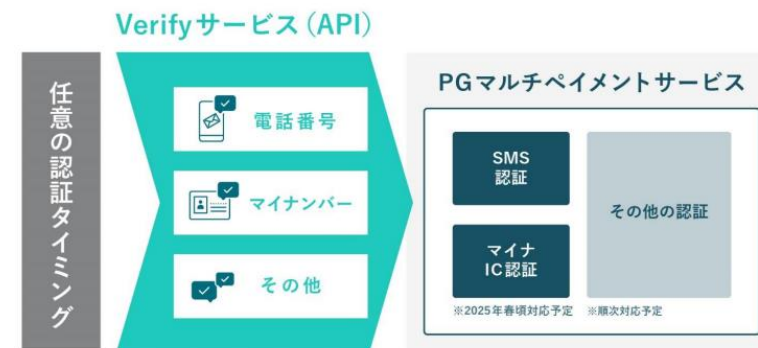 Verifyサービス（API）
任意の認証タイミング
電話番号
マイナンバー
その他
PGマルチペイメントサービス
SMS
認証
マイナ
IC認証
その他の認証
※2025年春頃対応予定
※順次対応予定